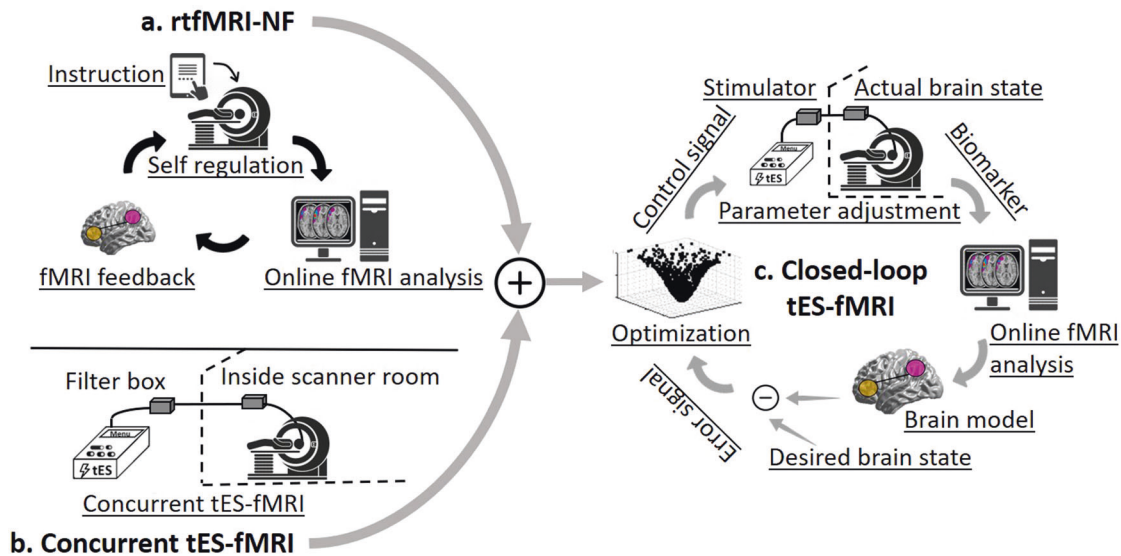 a. rtfMRI-NF
Instruction
Self regulation
fMRI feedback
Online fMRI analysis
Filter box
Inside scanner room
Menu
tES
Concurrent tES-fMRI
b. Concurrent tES-fMRI
Stimulator
Actual brain state
Control signal
Biomarker
Menu
tES
Parameter adjustment
c. Closed-loop
tES-fMRI
Optimization
Online fMRI
analysis
Error signal
Brain model
Desired brain state